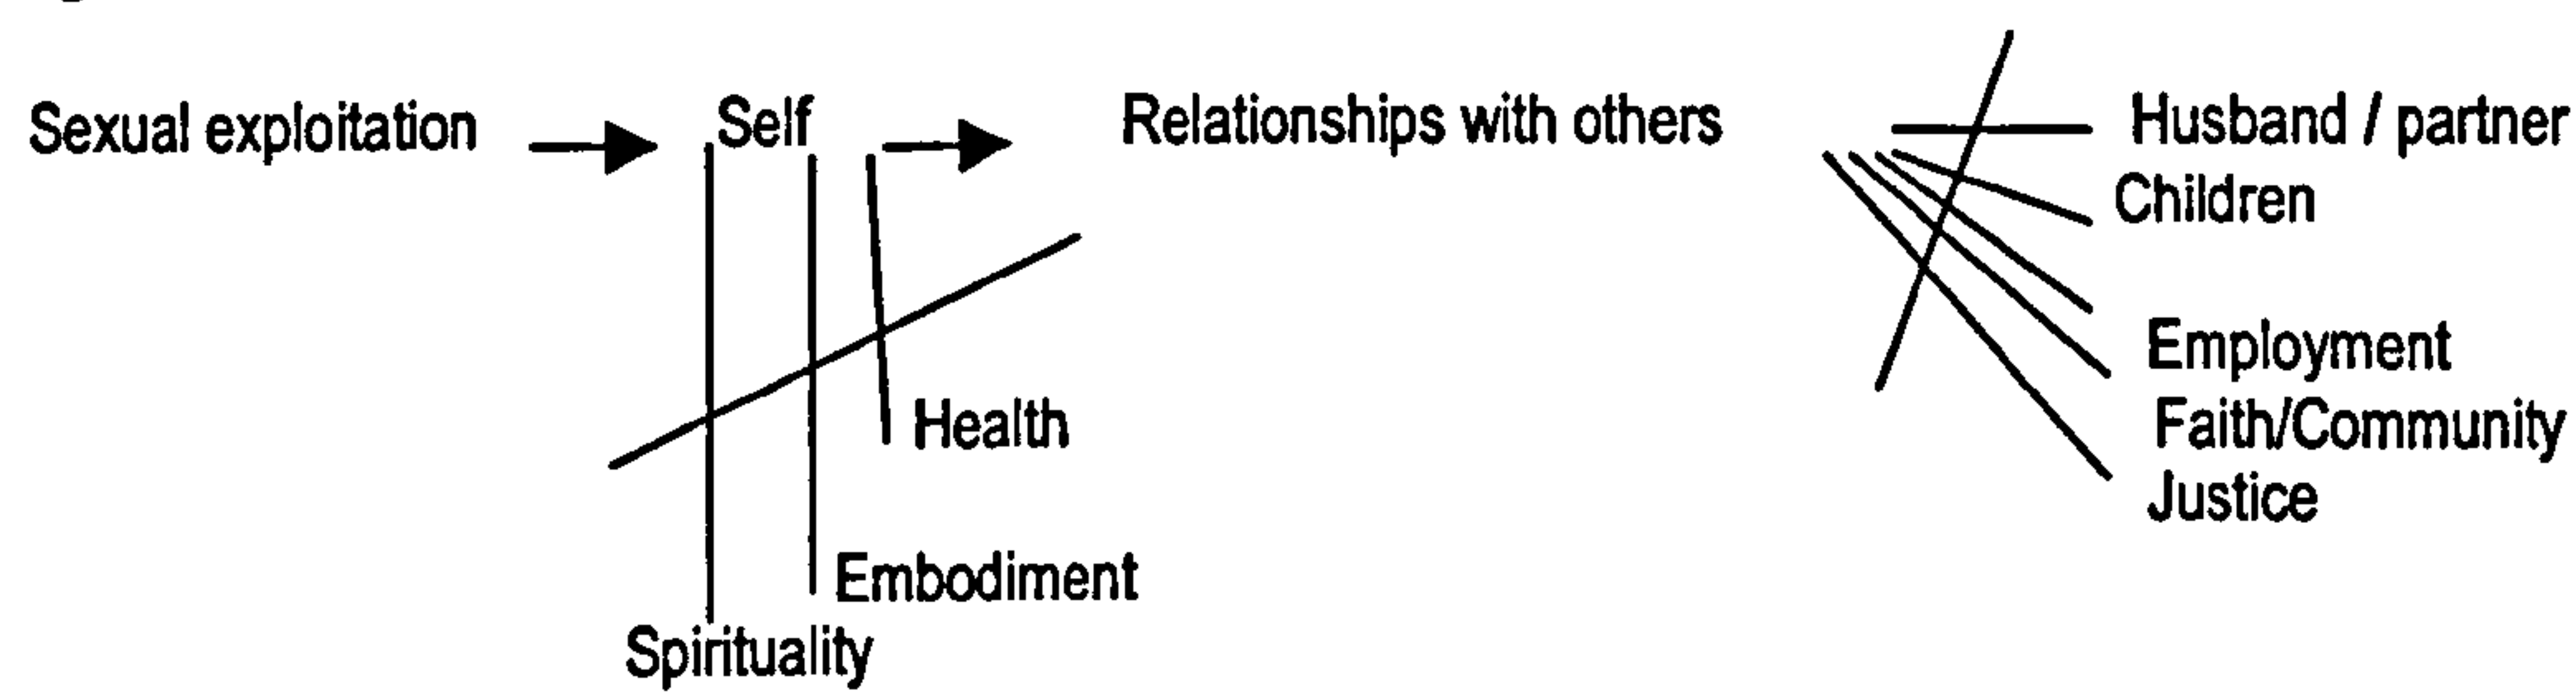 Sexual exploitation Self Relationships with others Husband / partner
Children
Employment
Health Faith/Community
Justice
Embodiment
Spirituality